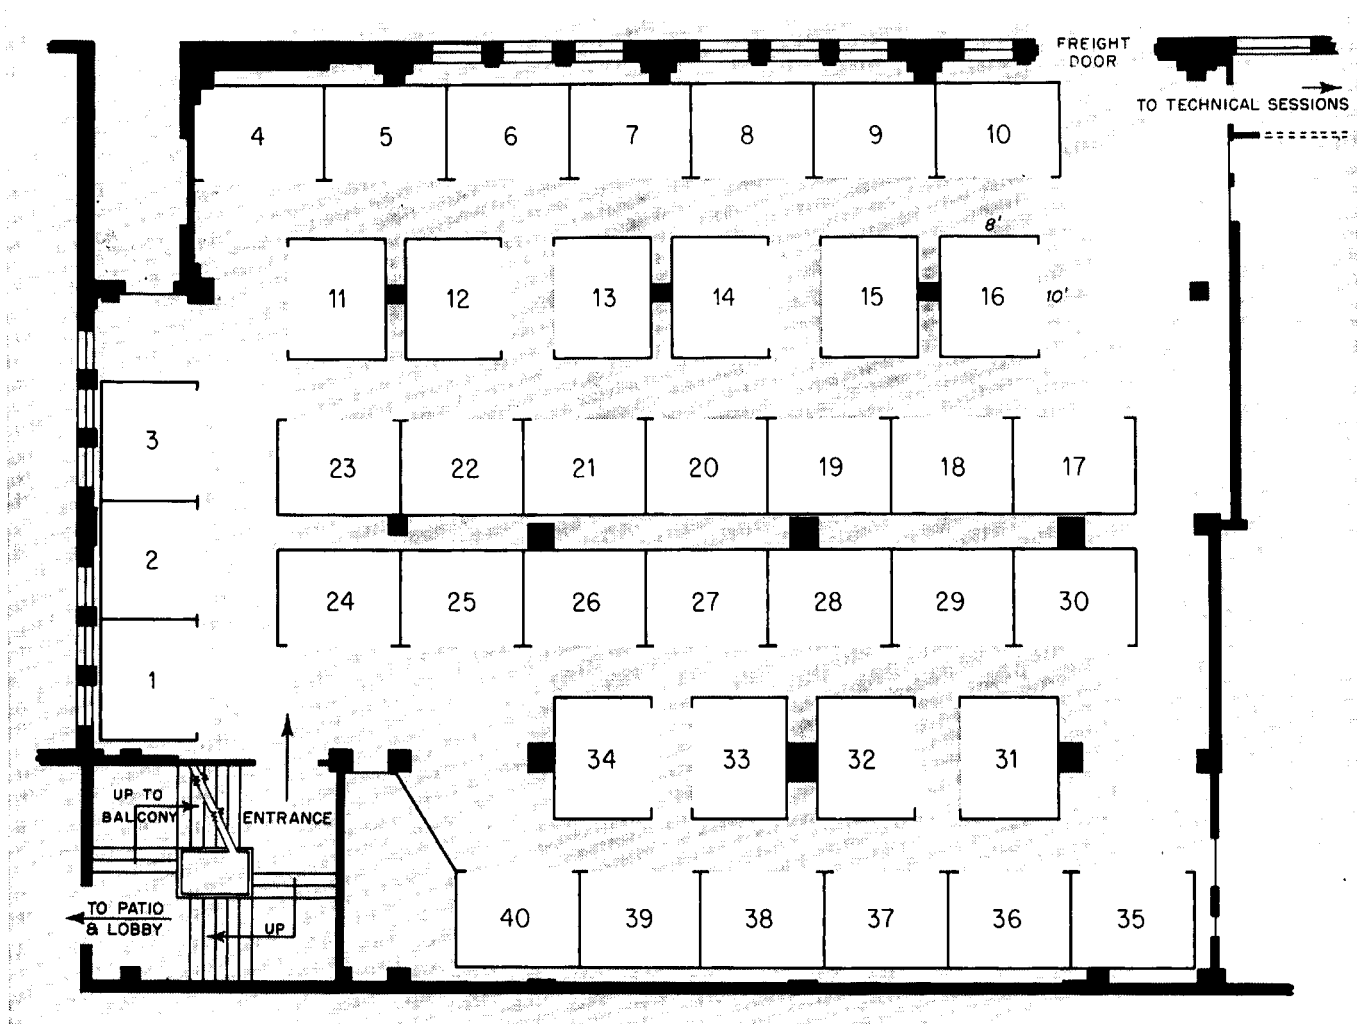 FREIGHT
DOOR
TO TECHNICAL SESSIONS
4 5 6 7 8 9 10
8'
11 12 13 14 15 16 10'
3
23 22 21 20 19 18 17
2
24 25 26 27 28 29 30
1
34 33 32 31
UP TO
BALCONY
ENTRANCE
TO PATIO
& LOBBY
UP
40 39 38 37 36 35